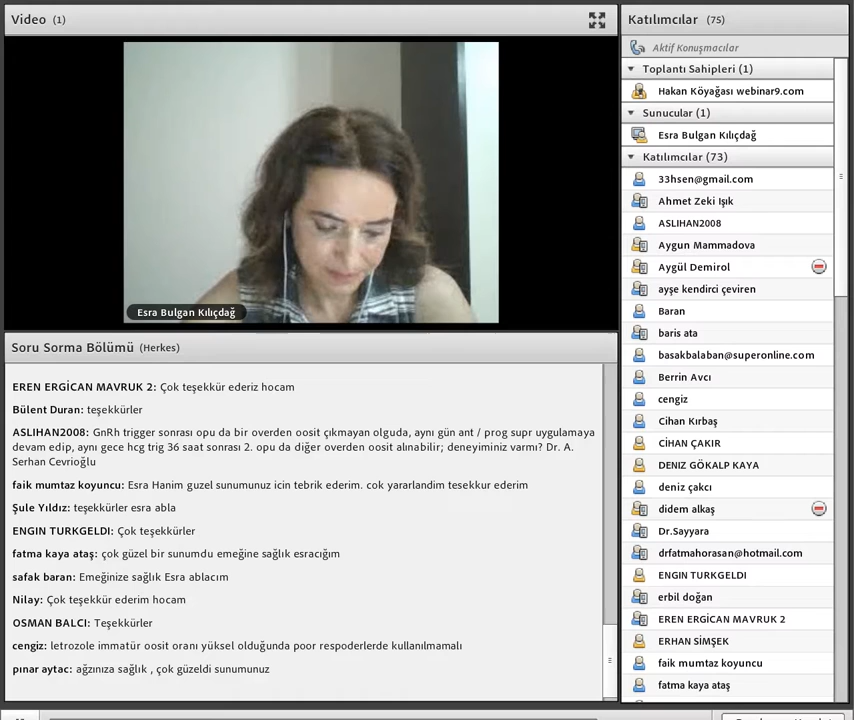 Video (1)
Esra Bulgan Kılıçdağ
Soru Sorma Bölümü (Herkes)
EREN ERGİCAN MAVRUK 2: Çok teşekkür ederiz hocam
Bülent Duran: teşekkürler
ASLIHAN2008: GnRh trigger sonrası opu da bir overden oosit çıkmayan olguda, aynı gün ant / prog supr uygulamaya
devam edip, aynı gece hcg trig 36 saat sonrası 2. opu da diğer overden oosit alınabilir; deneyiminiz varmı? Dr. A.
Serhan Cevrioğlu
faik mumtaz koyuncu: Esra Hanim guzel sunumunuz icin tebrik ederim. cok yararlandim tesekkur ederim
Şule Yıldız: teşekkürler esra abla
ENGIN TURKGELDI: Çok teşekkürler
fatma kaya ataş: çok güzel bir sunumdu emeğine sağlık esracığım
safak baran: Emeğinize sağlık Esra ablacım
Nilay: Çok teşekkür ederim hocam
OSMAN BALCI: Teşekkürler
cengiz: letrozole immatür oosit oranı yüksel olduğunda poor respoderlerde kullanılmamalı
pınar aytac: ağzınıza sağlık , çok güzeldi sunumunuz
Katılımcılar (75)
Aktif Konuşmacılar
Toplantı Sahipleri (1)
Hakan Köyağası webinar9.com
Sunucular (1)
Esra Bulgan Kılıçdağ
Katılımcılar (73)
33hsen@gmail.com
Ahmet Zeki Işık
ASLIHAN2008
Aygun Mammadova
Aygül Demirol
ayşe kendirci çeviren
Baran
baris ata
basakbalaban@superonline.com
Berrin Avcı
cengiz
Cihan Kırbaş
CİHAN ÇAKIR
DENIZ GÖKALP KAYA
deniz çakcı
didem alkaş
Dr.Sayyara
drfatmahorasan@hotmail.com
ENGIN TURKGELDI
erbil doğan
EREN ERGİCAN MAVRUK 2
ERHAN SİMŞEK
faik mumtaz koyuncu
fatma kaya ataş